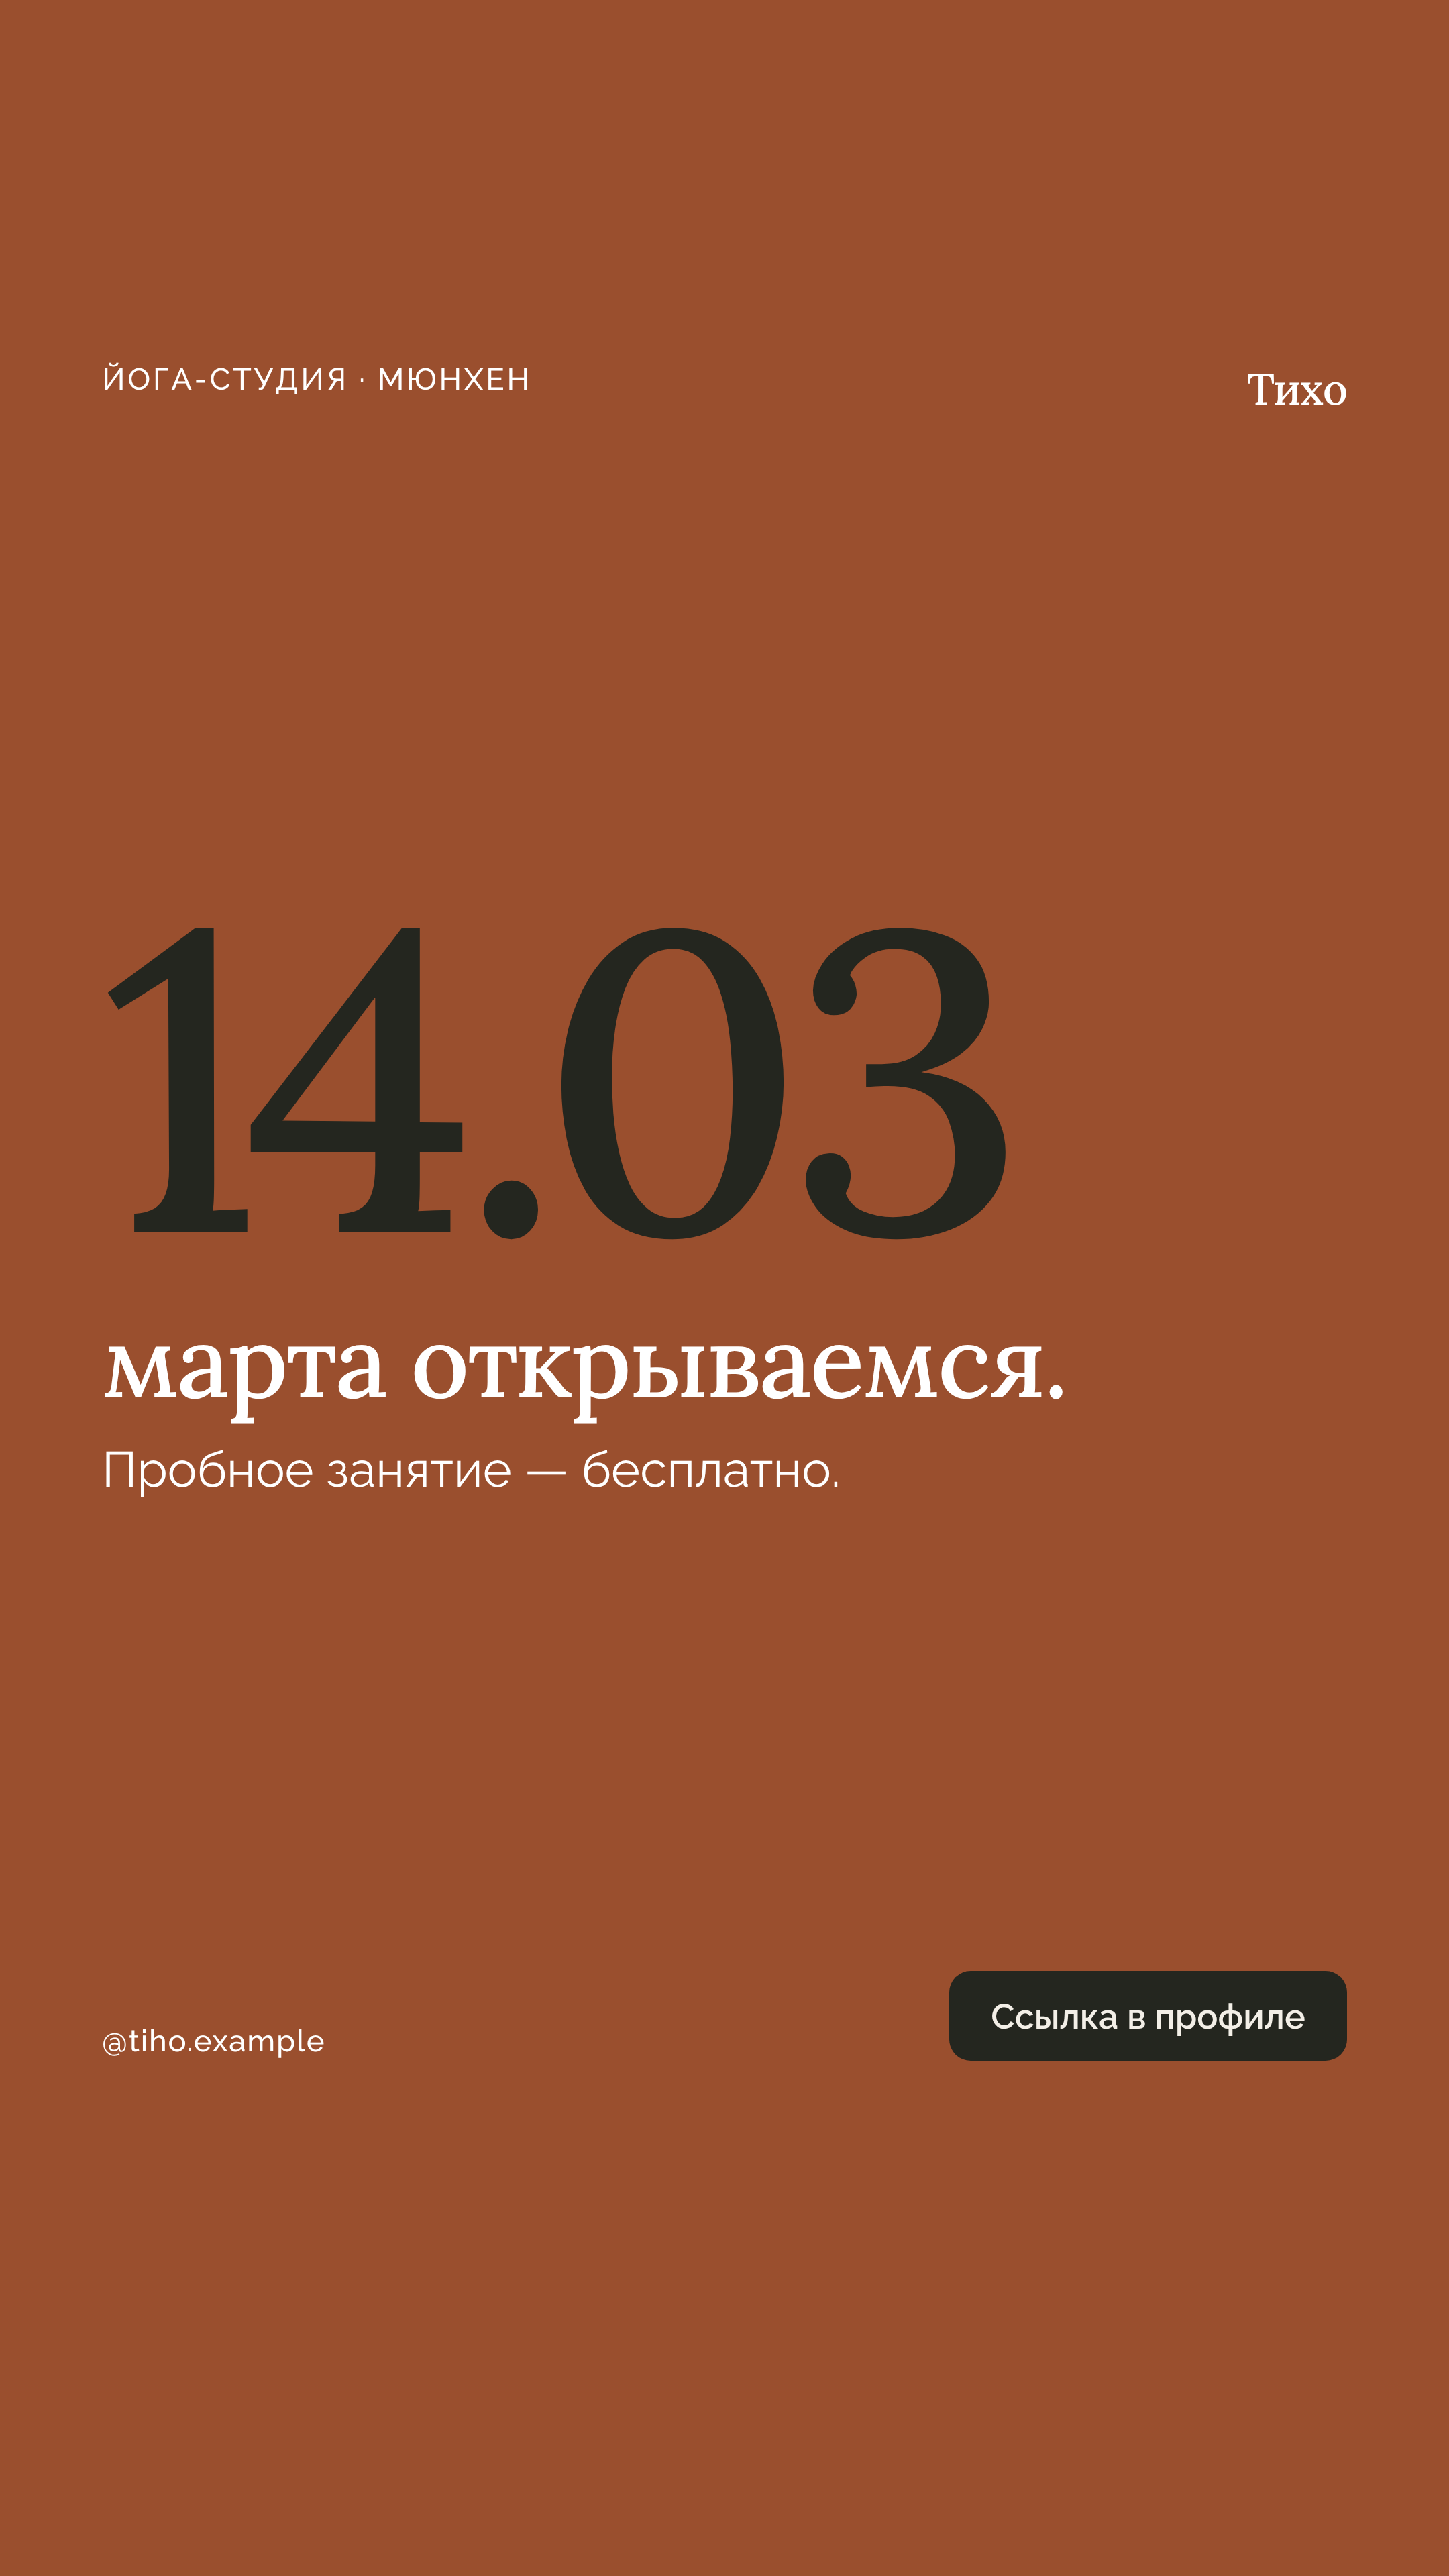 ЙОГА-СТУДИЯ · МЮНХЕН
Тихо
14.03
марта открываемся.
Пробное занятие — бесплатно.
@tiho.example
Ссылка в профиле